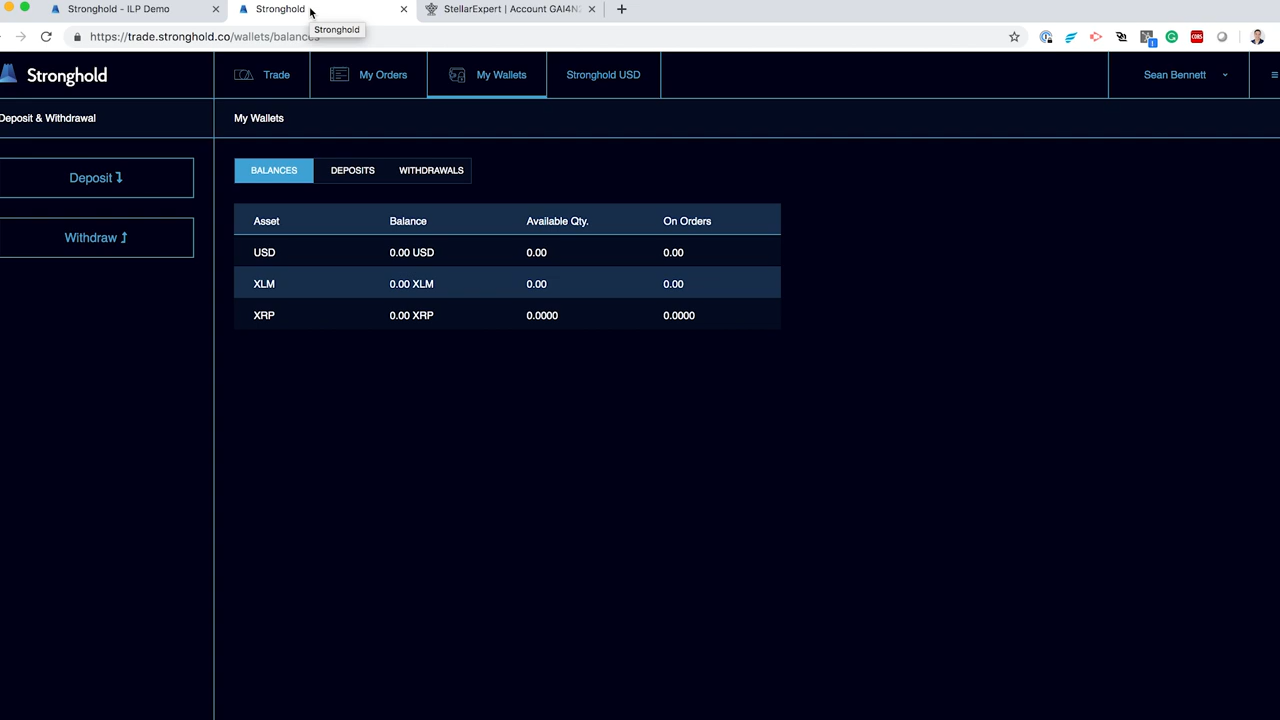 Stronghold - ILP Demo
Stronghold
StellarExpert | Account GAI4N
Stronghold
https://trade.stronghold.co/wallets/balances
CORS
1
Stronghold
Trade
My Orders
My Wallets
Stronghold USD
Sean Bennett
Deposit & Withdrawal
My Wallets
Deposit
Withdraw
BALANCES DEPOSITS WITHDRAWALS
Asset Balance Available Qty. On Orders
USD 0.00 USD 0.00 0.00
XLM 0.00 XLM 0.00 0.00
XRP 0.00 XRP 0.0000 0.0000